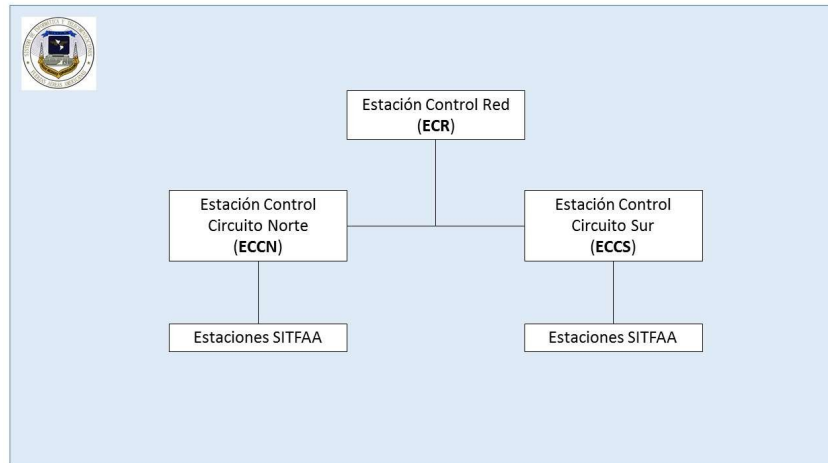 Estación Control Red
(ECR)
Estación Control
Circuito Norte
(ECCN)
Estación Control
Circuito Sur
(ECCS)
Estaciones SITFAA
Estaciones SITFAA